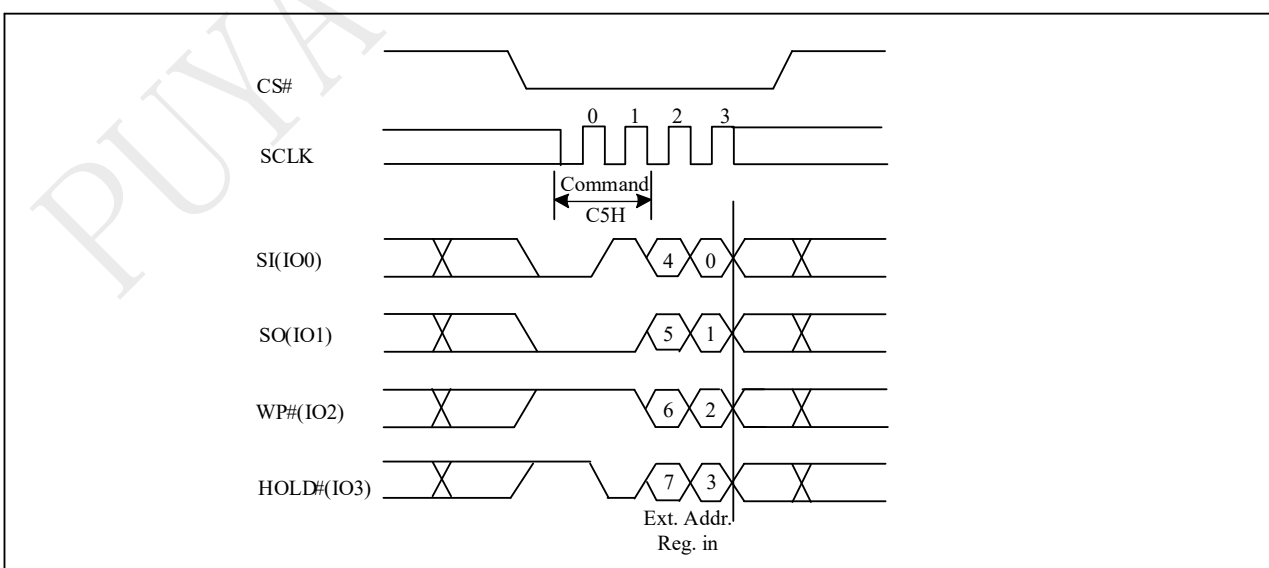 PUYA
CS#
0 1 2 3
SCLK
Command
C5H
SI(IO0) 4 0
SO(IO1) 5 1
WP#(IO2) 6 2
HOLD#(IO3) 7 3
Ext. Addr.
Reg. in